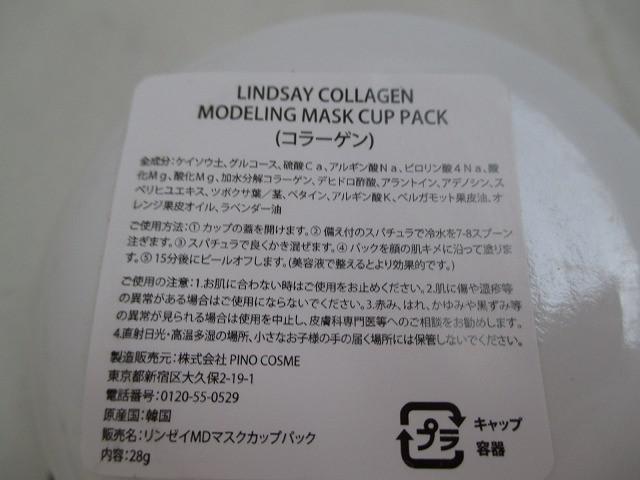 LINDSAY COLLAGEN
MODELING MASK CUP PACK
(コラーゲン)
全成分:ケイソウ土、グルコース、硫酸Ca、アルギン酸Na、ピロリン酸4Na、酸
化Mg、酸化Mg、加水分解コラーゲン、デヒドロ酢酸、アラントイン、アデノシン、ス
ベリヒユエキス、ツボクサ葉/茎、ベタイン、アルギン酸K、ベルガモット果皮油、オ
レンジ果皮オイル、ラベンダー油
ご使用方法:① カップの蓋を開けます。② 備え付のスパチュラで冷水を7-8スプーン
注ぎます。③ スパチュラで良くかき混ぜます。④ パックを顔の肌キメに沿って塗りま
す。⑤ 15分後にピールオフします。(美容液で整えるとより効果的です。)
ご使用の注意:1.お肌に合わない時はご使用をお止めください。2.肌に傷や湿疹等
の異常がある場合はご使用にならないでください。3.赤み、はれ、かゆみや黒ずみ等
の異常が見られる場合は使用を中止し、皮膚科専門医等へのご相談をお勧めします。
4.直射日光・高温多湿の場所、小さなお子様の手の届く場所には保管しないでください。
製造販売元:株式会社 PINO COSME
東京都新宿区大久保2-19-1
電話番号:0120-55-0529
原産国:韓国
販売名:リンゼイMDマスクカップパック
内容:28g
プラ
キャップ
容器